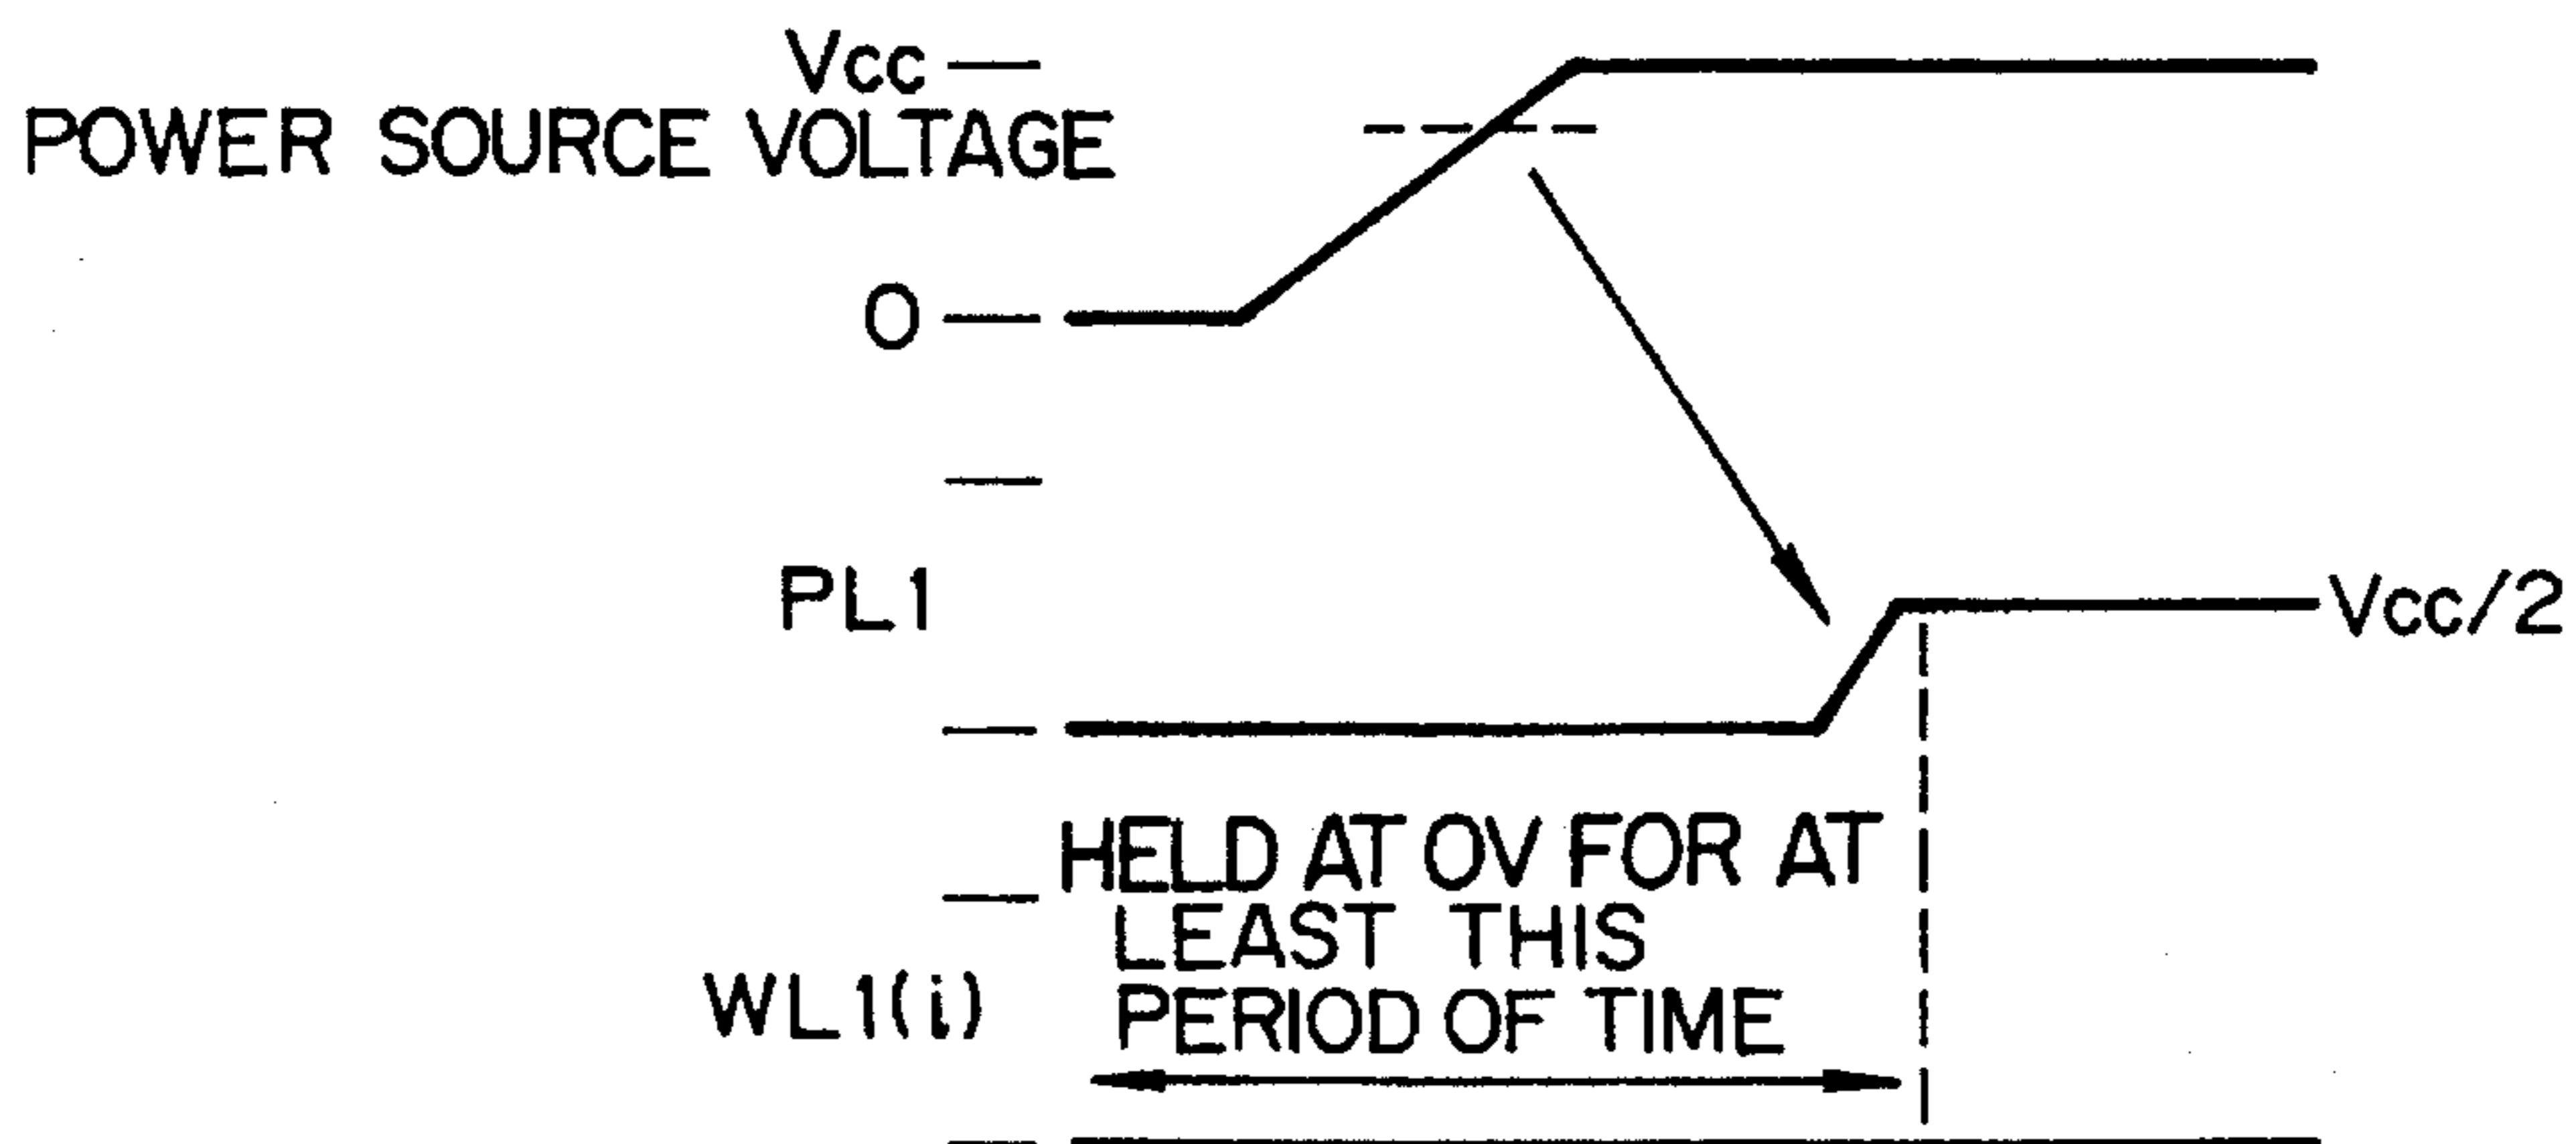 Vcc
POWER SOURCE VOLTAGE
0
PL1
Vcc/2
HELD AT 0V FOR AT
LEAST THIS
PERIOD OF TIME
WL1(i)